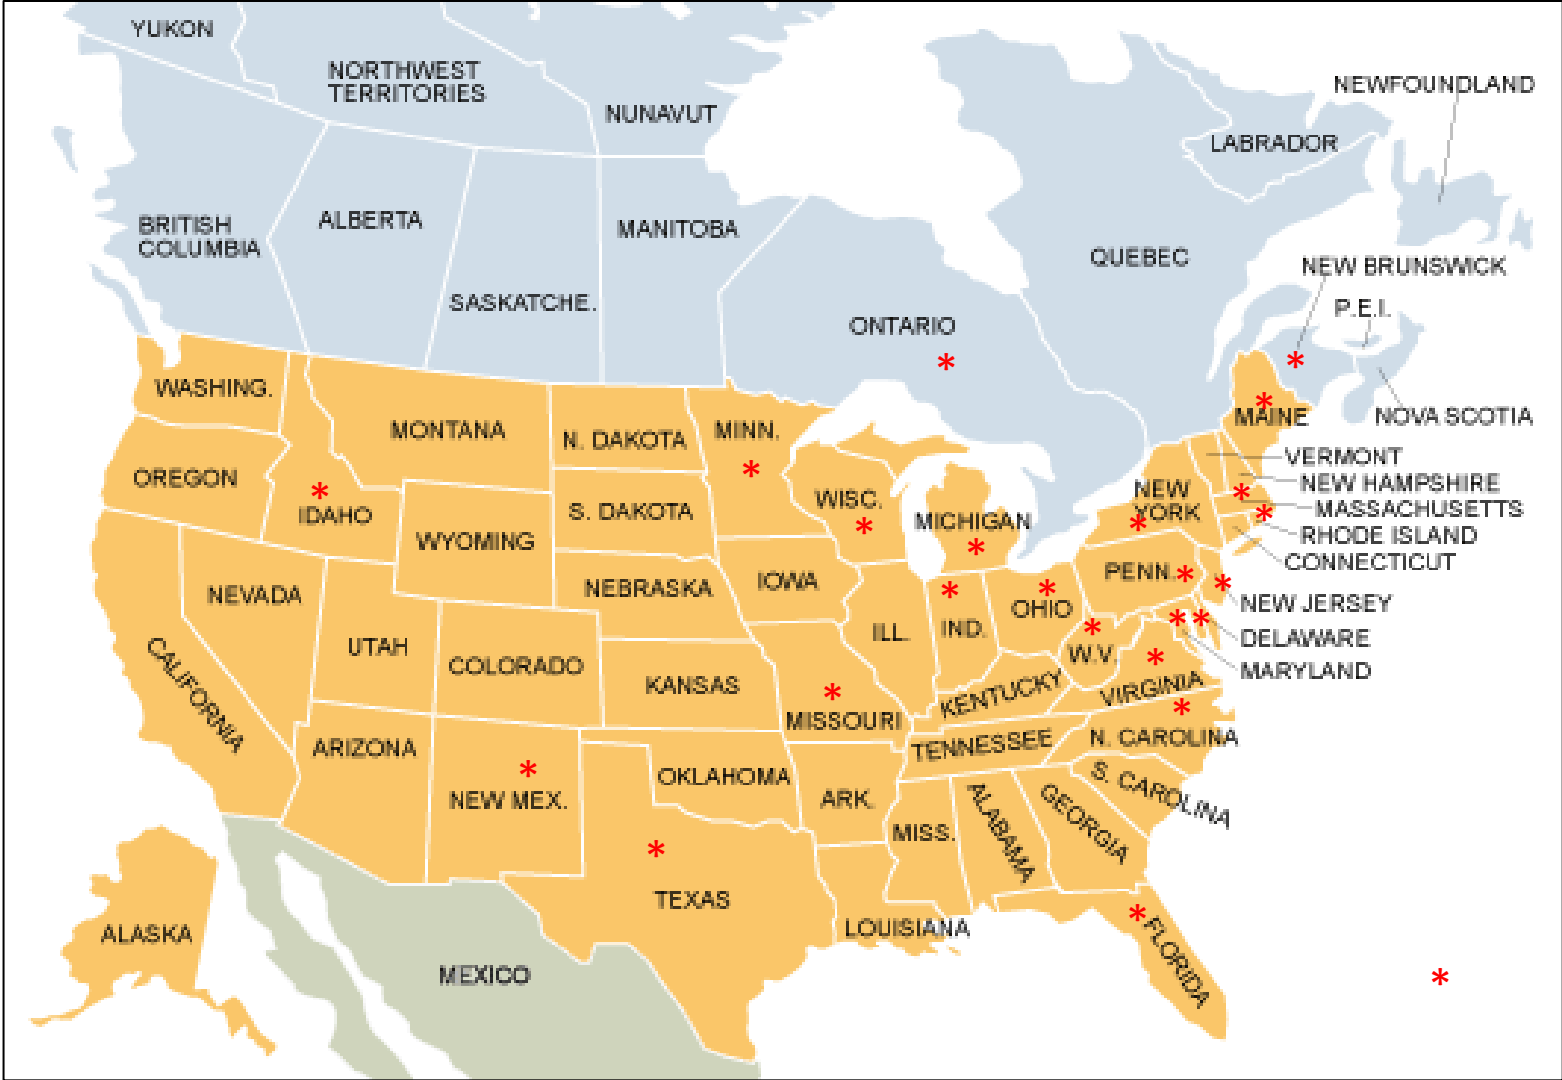 YUKON
NORTHWEST
TERRITORIES
NUNAVUT
NEWFOUNDLAND
LABRADOR
BRITISH
COLUMBIA
ALBERTA
SASKATCHE.
MANITOBA
ONTARIO
*
QUEBEC
NEW BRUNSWICK
*
P.E.I.
NOVA SCOTIA
WASHING.
MONTANA
N. DAKOTA
MINN.
*
*
MAINE
VERMONT
NEW HAMPSHIRE
*
MASSACHUSETTS
*
RHODE ISLAND
CONNECTICUT
OREGON
*
IDAHO
WYOMING
S. DAKOTA
WISC.
*
MICHIGAN
*
NEW
YORK
*
NEVADA
UTAH
COLORADO
NEBRASKA
IOWA
ILL.
*
IND.
*
OHIO
PENN.*
*
NEW JERSEY
* *
DELAWARE
MARYLAND
*
W.V.
*
VIRGINIA
CALIFORNIA
ARIZONA
*
NEW MEX.
KANSAS
*
MISSOURI
KENTUCKY
TENNESSEE
*
N. CAROLINA
S. CAROLINA
OKLAHOMA
ARK.
MISS.
ALABAMA
GEORGIA
*
TEXAS
LOUISIANA
*
FLORIDA
ALASKA
MEXICO
*